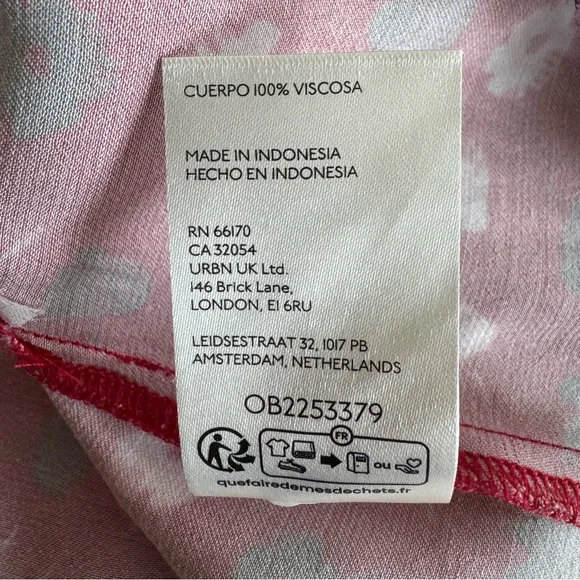 CUERPO 100% VISCOSA
MADE IN INDONESIA
HECHO EN INDONESIA
RN 66170
CA 32054
URBN UK Ltd.
146 Brick Lane,
LONDON, E1 6RU
LEIDSESTRAAT 32, 1017 PB
AMSTERDAM, NETHERLANDS
OB2253379
FR
ou
quefairedemesdechets.fr